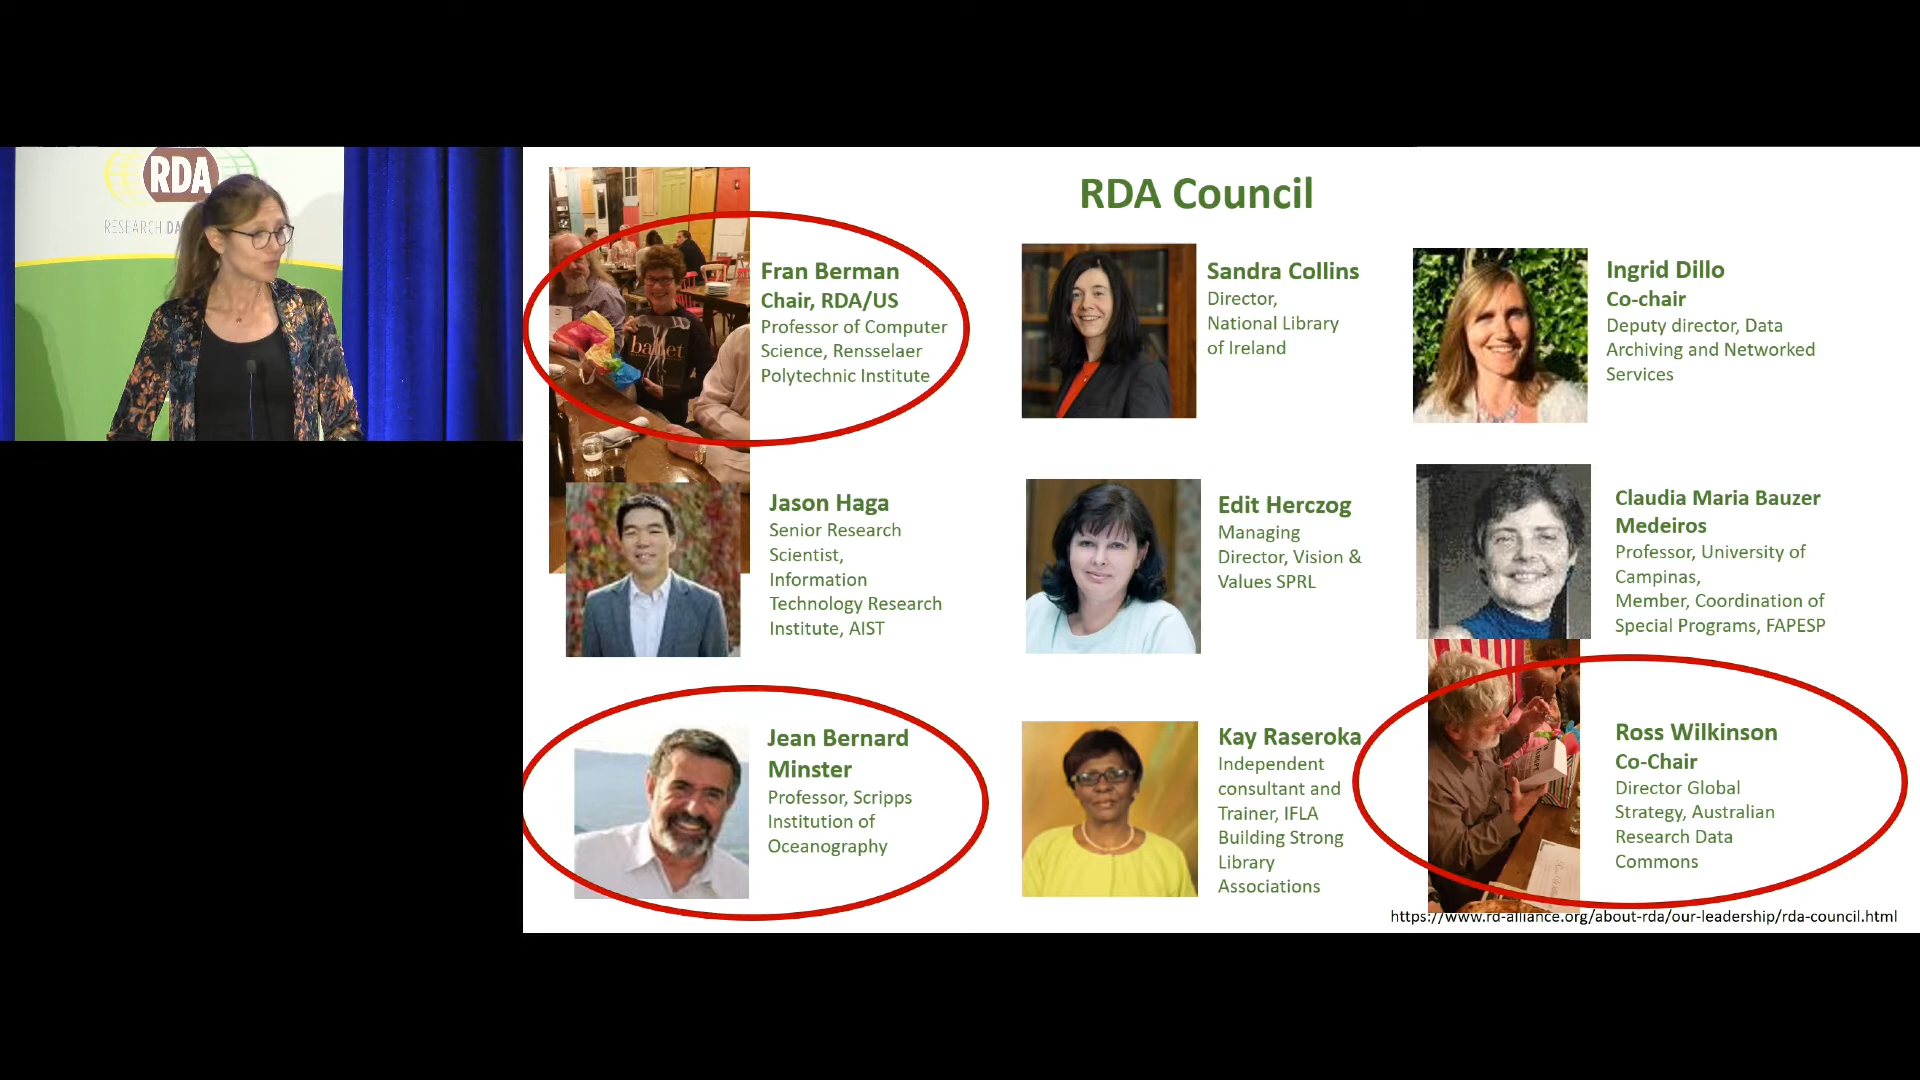 RDA
RESEARCH DA
RDA Council
Fran Berman
Chair, RDA/US
Professor of Computer
Science, Rensselaer
Polytechnic Institute
ballet
Sandra Collins
Director,
National Library
of Ireland
Ingrid Dillo
Co-chair
Deputy director, Data
Archiving and Networked
Services
Jason Haga
Senior Research
Scientist,
Information
Technology Research
Institute, AIST
Edit Herczog
Managing
Director, Vision &
Values SPRL
Claudia Maria Bauzer
Medeiros
Professor, University of
Campinas,
Member, Coordination of
Special Programs, FAPESP
Jean Bernard
Minster
Professor, Scripps
Institution of
Oceanography
Kay Raseroka
Independent
consultant and
Trainer, IFLA
Building Strong
Library
Associations
Ross Wilkinson
Co-Chair
Director Global
Strategy, Australian
Research Data
Commons
https://www.rd-alliance.org/about-rda/our-leadership/rda-council.html